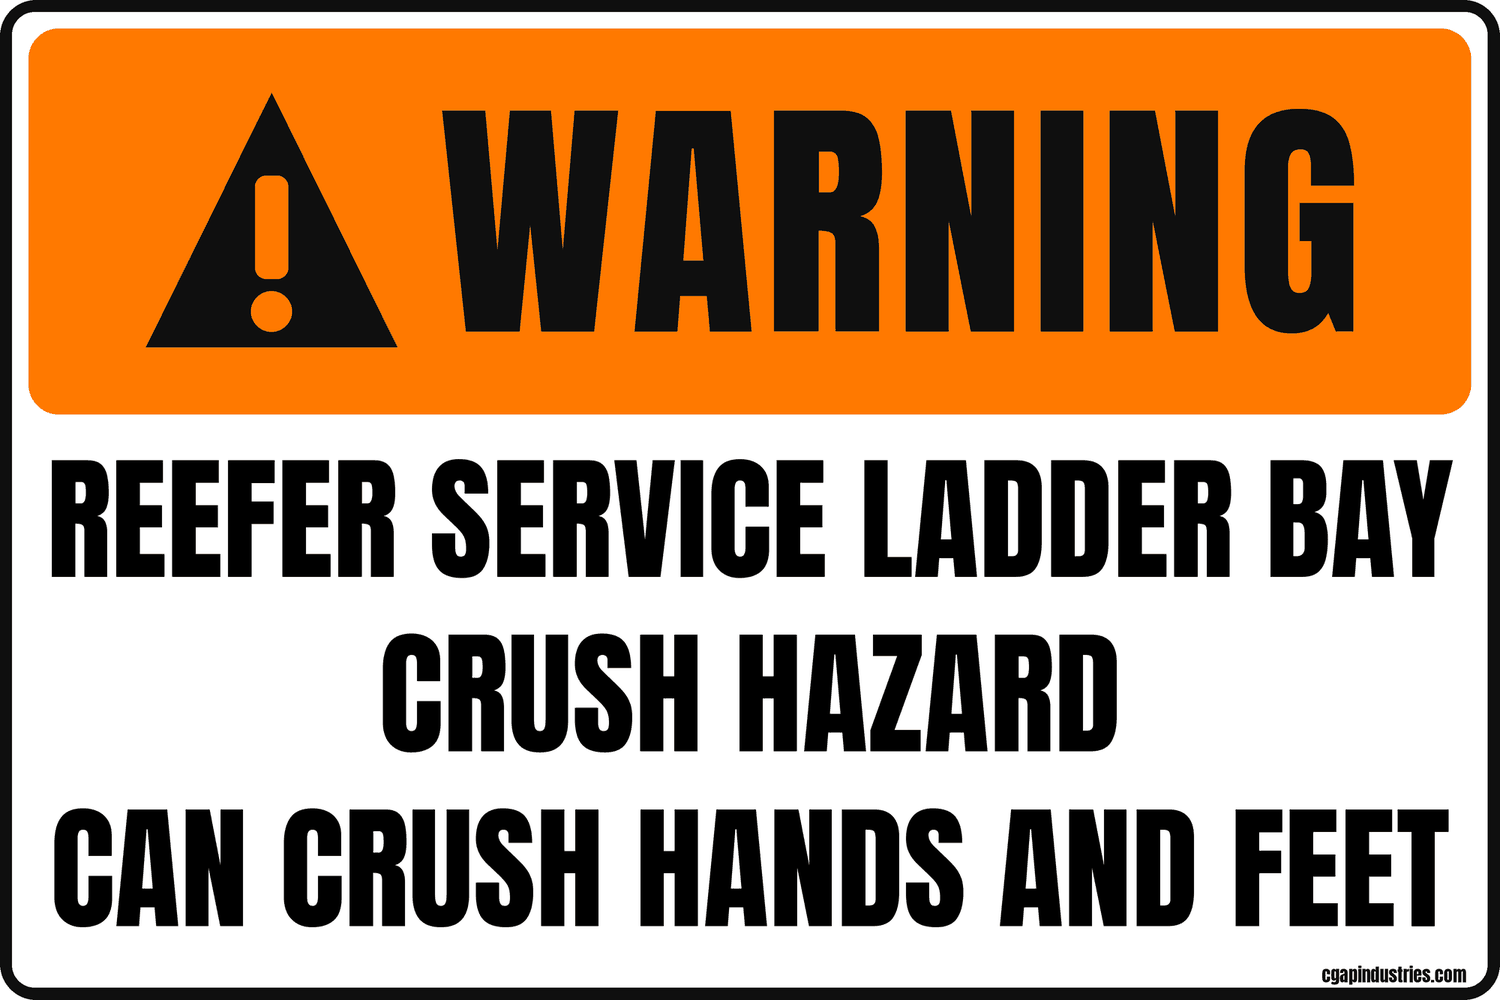 WARNING
REEFER SERVICE LADDER BAY
CRUSH HAZARD
CAN CRUSH HANDS AND FEET
cgapindustries.com